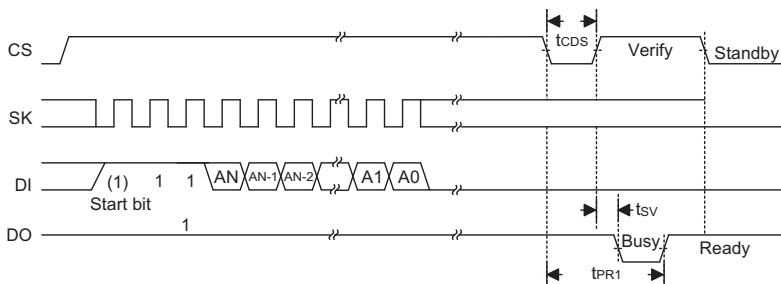 tCDS
CS
Verify
Standby
SK
DI
(1) 1 1 AN AN-1 AN-2 A1 A0
Start bit
1
tSV
DO
Busy
Ready
tPR1